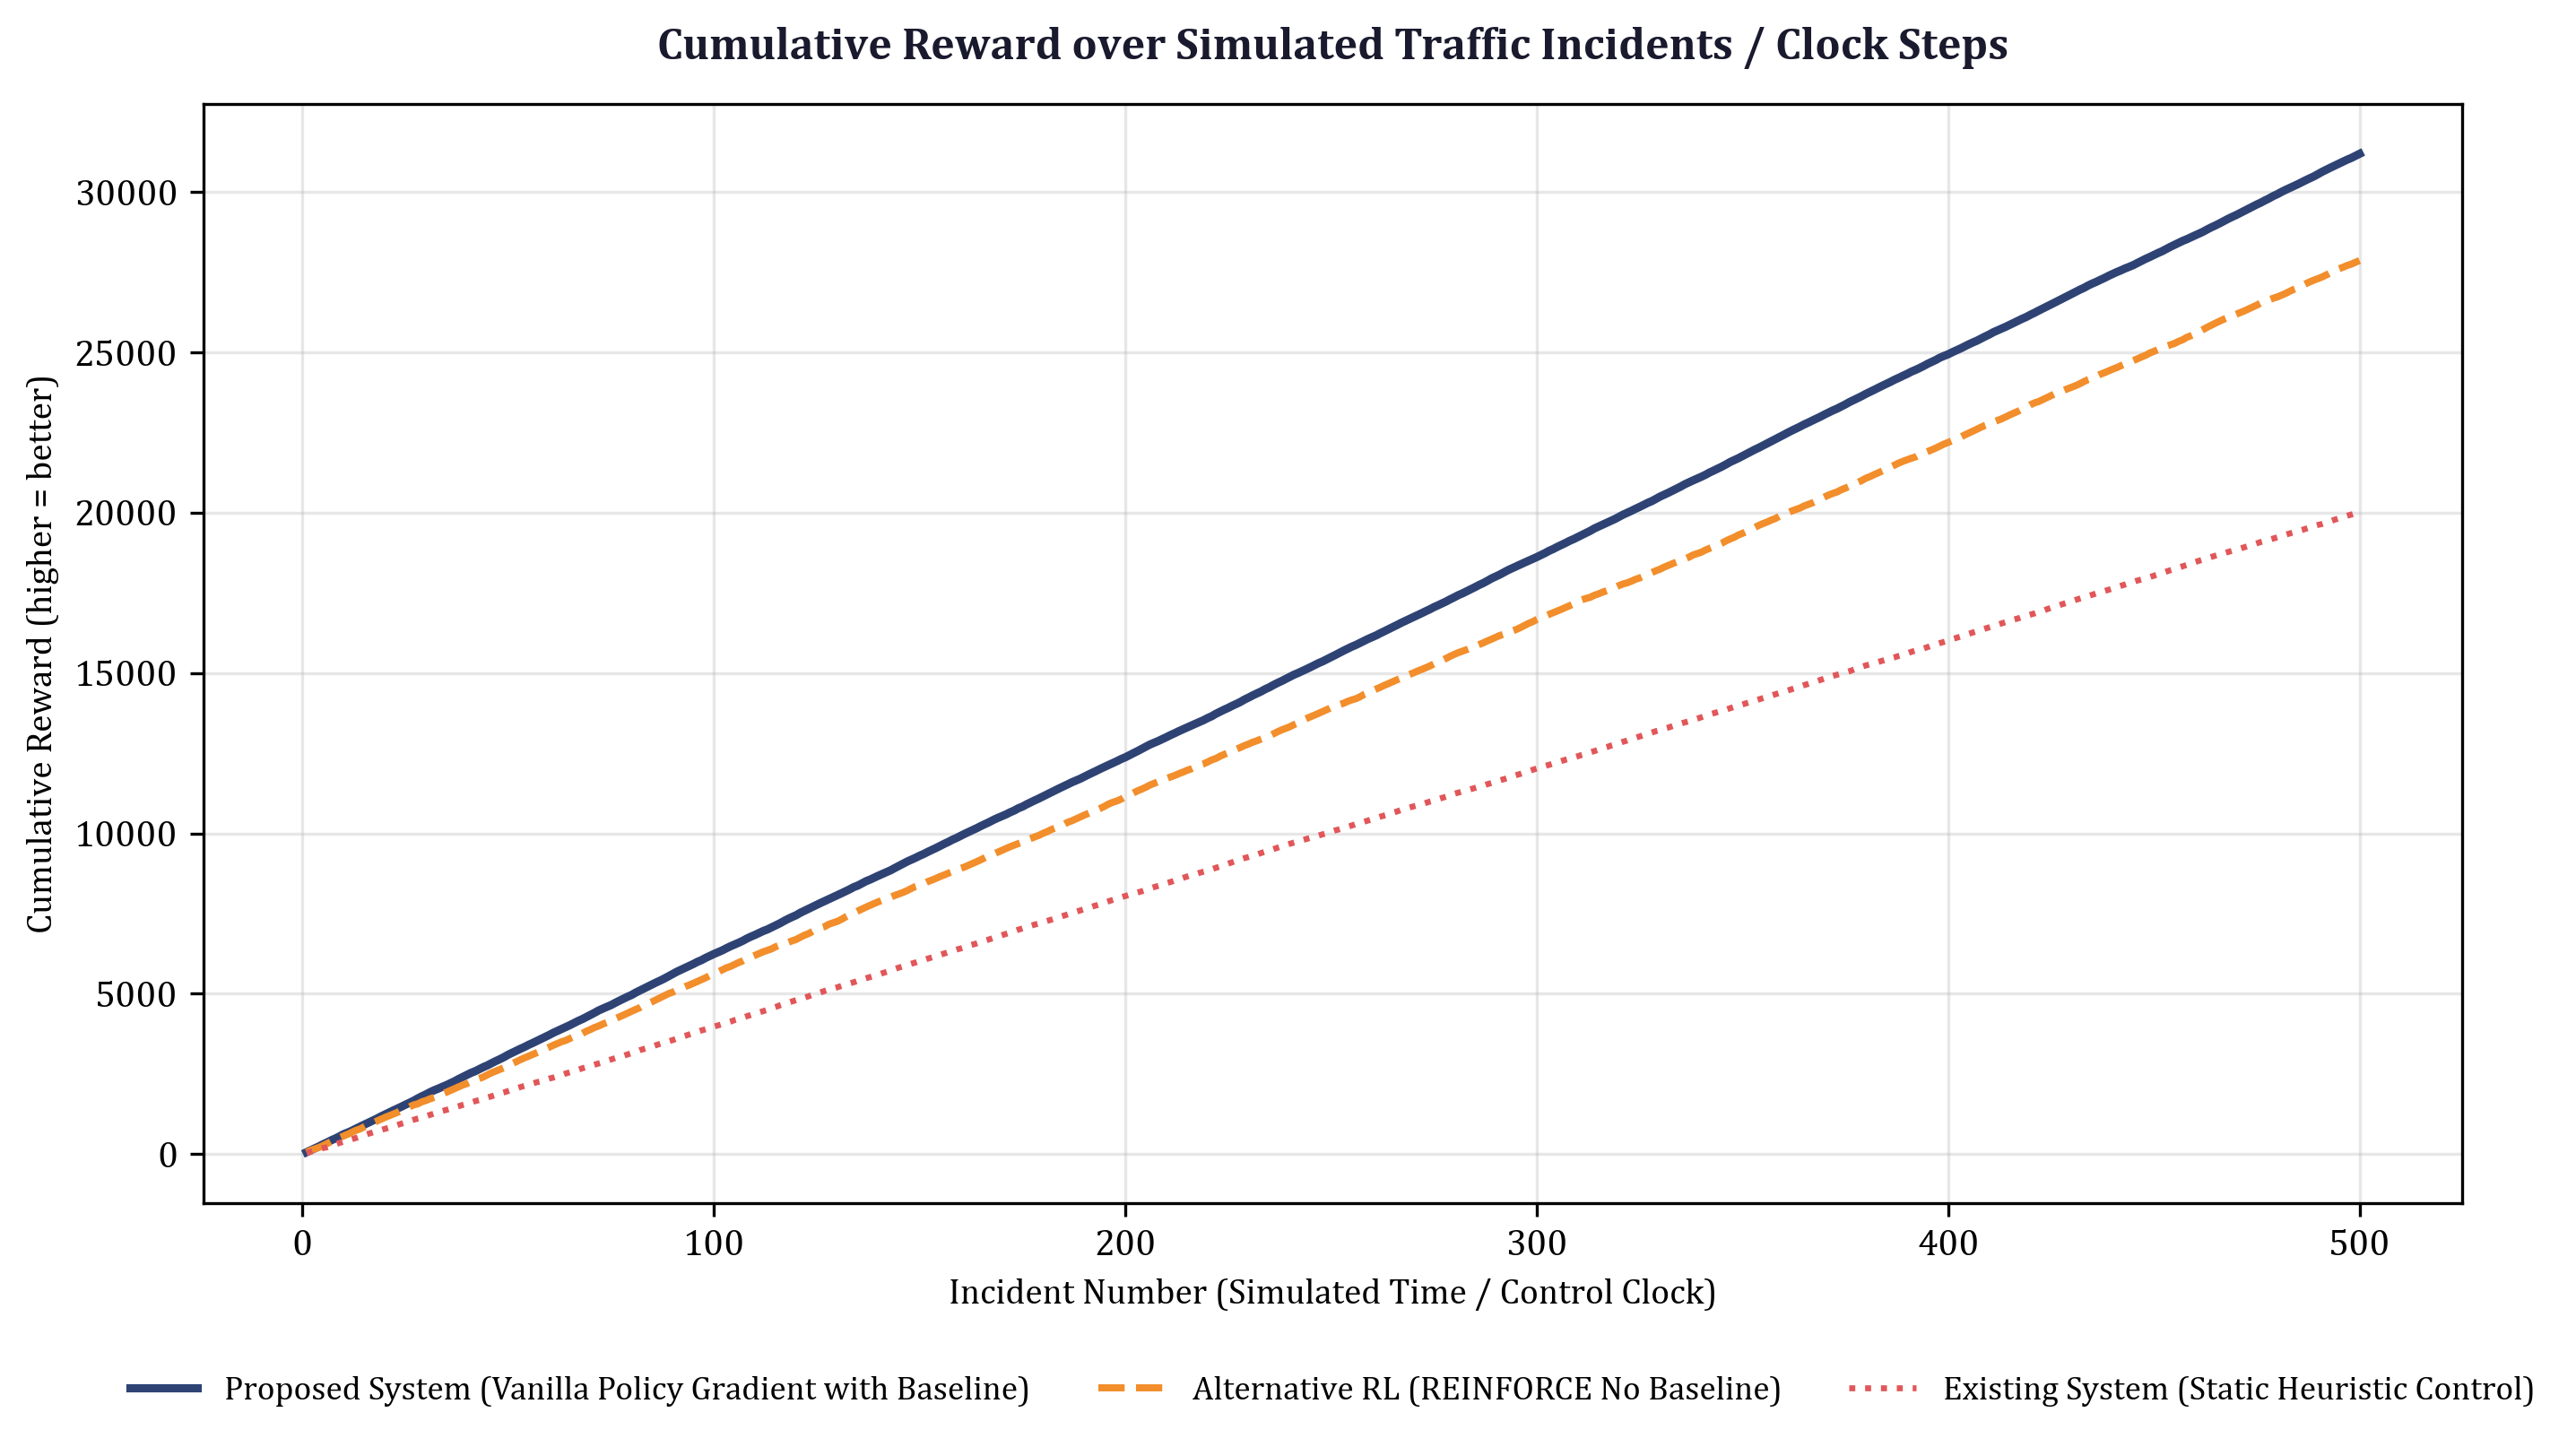 Cumulative Reward over Simulated Traffic Incidents / Clock Steps
Cumulative Reward (higher = better)
30000
25000
20000
15000
10000
5000
0
0 100 200 300 400 500
Incident Number (Simulated Time / Control Clock)
Proposed System (Vanilla Policy Gradient with Baseline) Alternative RL (REINFORCE No Baseline) Existing System (Static Heuristic Control)